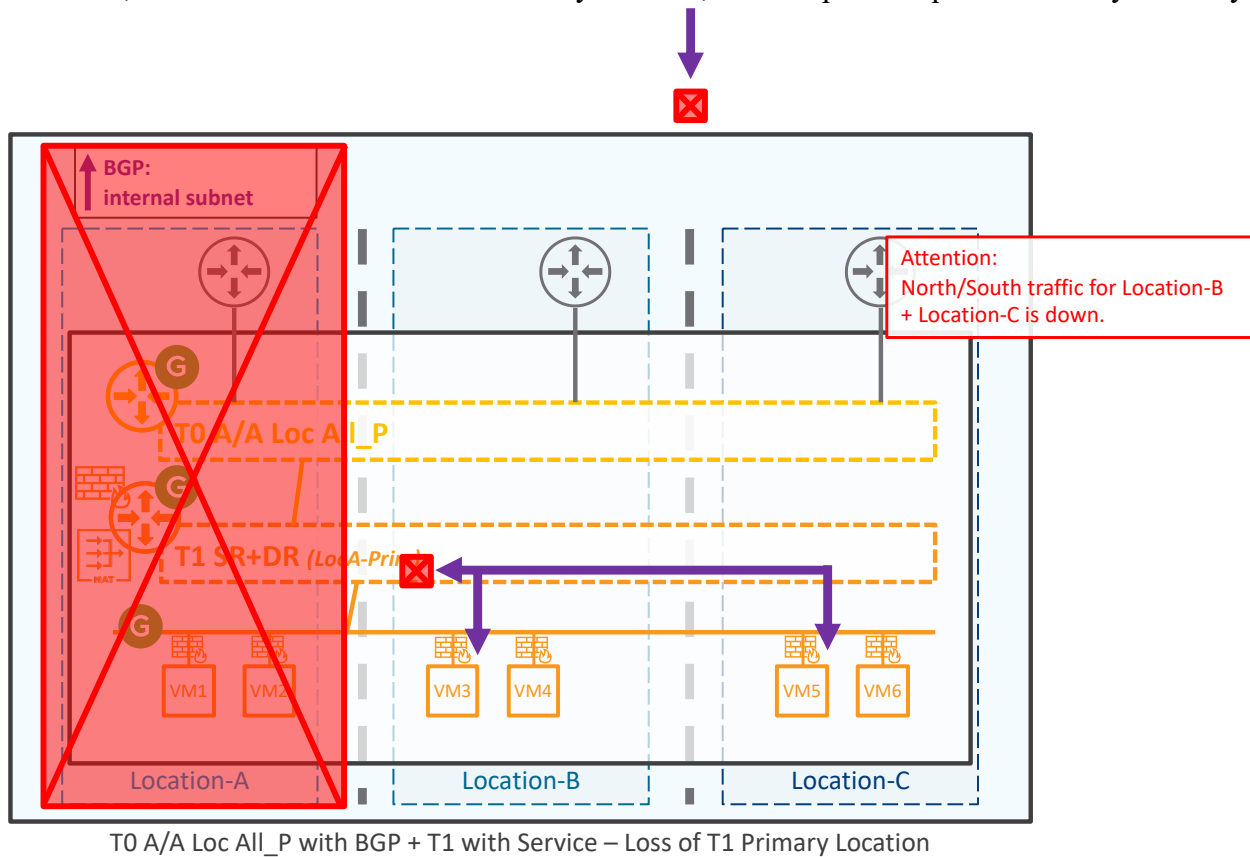 BGP:
internal subnet
Attention:
North/South traffic for Location-B
+ Location-C is down.
G
T0 A/A Loc All_P
G
T1 SR+DR (LocA-Prim)
NAT
G
VM1 VM2 VM3 VM4 VM5 VM6
Location-A Location-B Location-C
T0 A/A Loc All_P with BGP + T1 with Service – Loss of T1 Primary Location